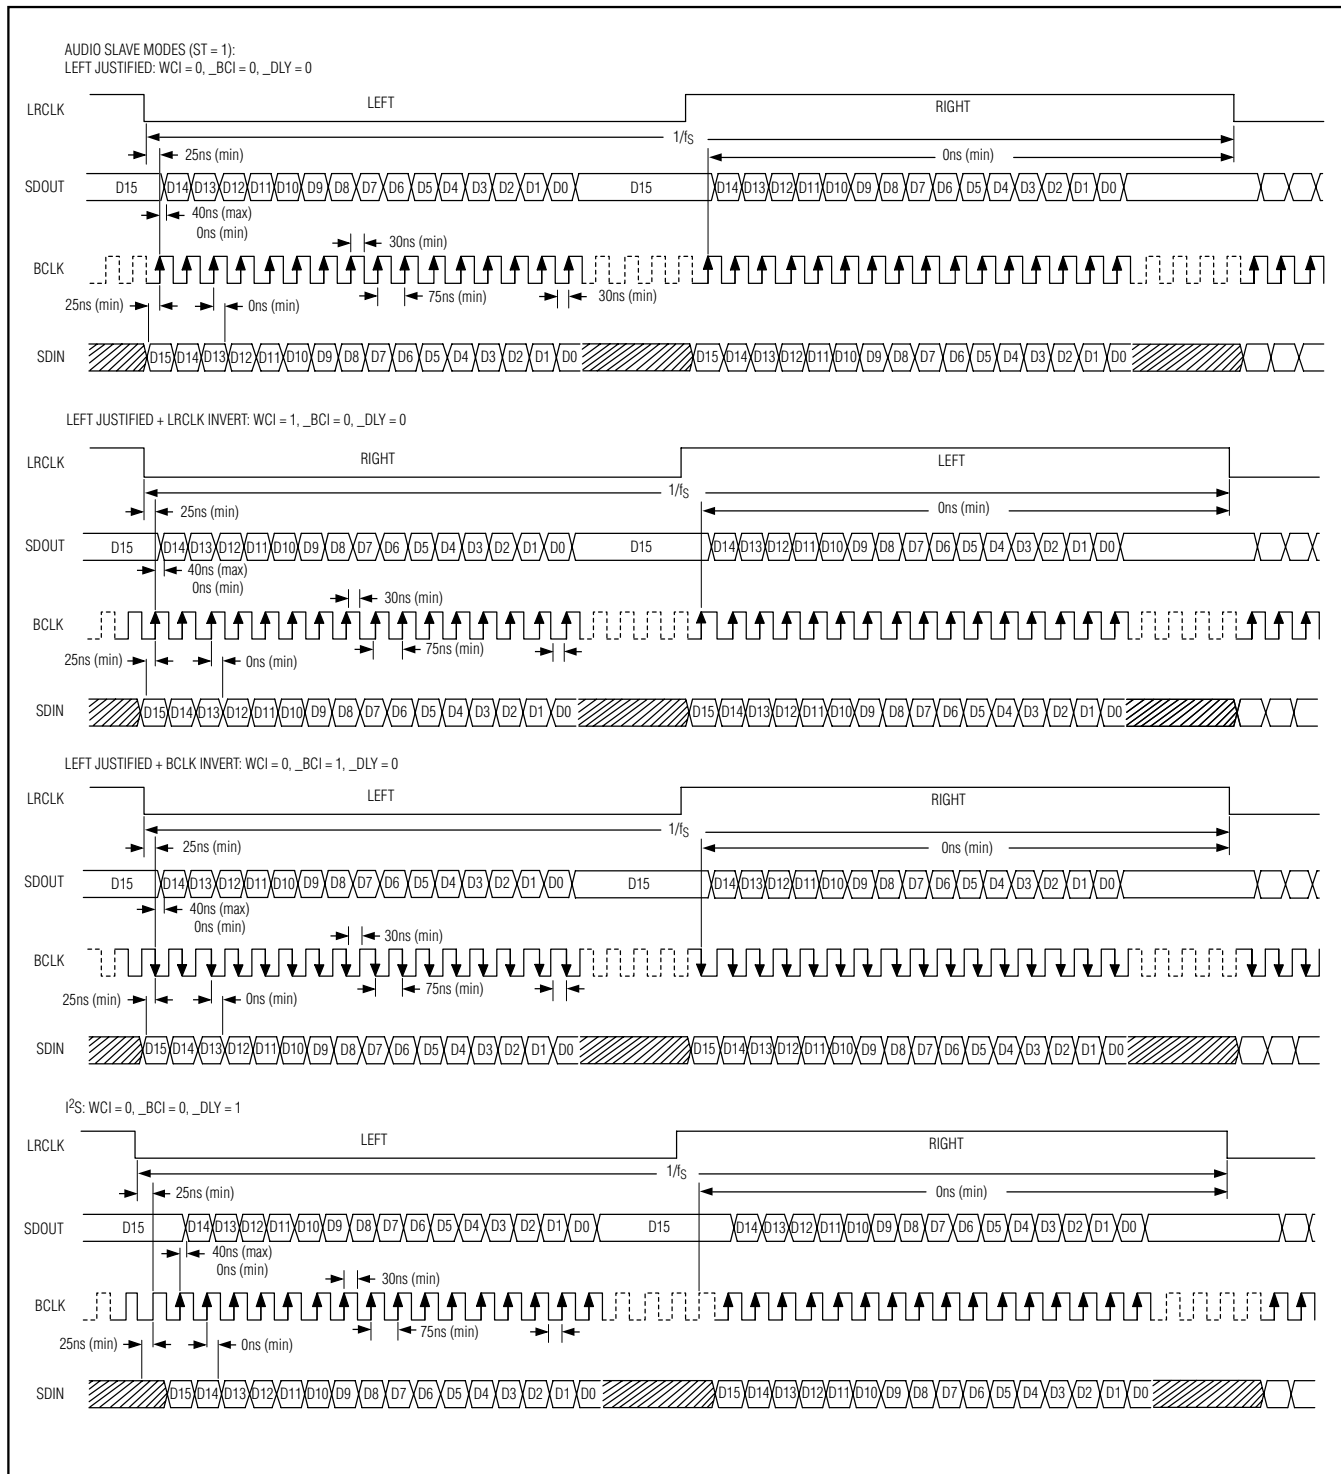 AUDIO SLAVE MODES (ST = 1):
LEFT JUSTIFIED: WCI = 0, _BCI = 0, _DLY = 0
LRCLK LEFT RIGHT
1/fS
25ns (min) 0ns (min)
SDOUT D15 D14 D13 D12 D11 D10 D9 D8 D7 D6 D5 D4 D3 D2 D1 D0 D15 D14 D13 D12 D11 D10 D9 D8 D7 D6 D5 D4 D3 D2 D1 D0
40ns (max)
0ns (min) 30ns (min)
BCLK
25ns (min) 0ns (min) 75ns (min) 30ns (min)
SDIN D15 D14 D13 D12 D11 D10 D9 D8 D7 D6 D5 D4 D3 D2 D1 D0 D15 D14 D13 D12 D11 D10 D9 D8 D7 D6 D5 D4 D3 D2 D1 D0
LEFT JUSTIFIED + LRCLK INVERT: WCI = 1, _BCI = 0, _DLY = 0
LRCLK RIGHT LEFT
1/fS
25ns (min) 0ns (min)
SDOUT D15 D14 D13 D12 D11 D10 D9 D8 D7 D6 D5 D4 D3 D2 D1 D0 D15 D14 D13 D12 D11 D10 D9 D8 D7 D6 D5 D4 D3 D2 D1 D0
40ns (max)
0ns (min) 30ns (min)
BCLK
25ns (min) 0ns (min) 75ns (min)
SDIN D15 D14 D13 D12 D11 D10 D9 D8 D7 D6 D5 D4 D3 D2 D1 D0 D15 D14 D13 D12 D11 D10 D9 D8 D7 D6 D5 D4 D3 D2 D1 D0
LEFT JUSTIFIED + BCLK INVERT: WCI = 0, _BCI = 1, _DLY = 0
LRCLK LEFT RIGHT
1/fS
25ns (min) 0ns (min)
SDOUT D15 D14 D13 D12 D11 D10 D9 D8 D7 D6 D5 D4 D3 D2 D1 D0 D15 D14 D13 D12 D11 D10 D9 D8 D7 D6 D5 D4 D3 D2 D1 D0
40ns (max)
0ns (min) 30ns (min)
BCLK
25ns (min) 0ns (min) 75ns (min)
SDIN D15 D14 D13 D12 D11 D10 D9 D8 D7 D6 D5 D4 D3 D2 D1 D0 D15 D14 D13 D12 D11 D10 D9 D8 D7 D6 D5 D4 D3 D2 D1 D0
I²S: WCI = 0, _BCI = 0, _DLY = 1
LRCLK LEFT RIGHT
1/fS
25ns (min) 0ns (min)
SDOUT D15 D14 D13 D12 D11 D10 D9 D8 D7 D6 D5 D4 D3 D2 D1 D0 D15 D14 D13 D12 D11 D10 D9 D8 D7 D6 D5 D4 D3 D2 D1 D0
40ns (max)
0ns (min) 30ns (min)
BCLK
25ns (min) 0ns (min) 75ns (min)
SDIN D15 D14 D13 D12 D11 D10 D9 D8 D7 D6 D5 D4 D3 D2 D1 D0 D15 D14 D13 D12 D11 D10 D9 D8 D7 D6 D5 D4 D3 D2 D1 D0